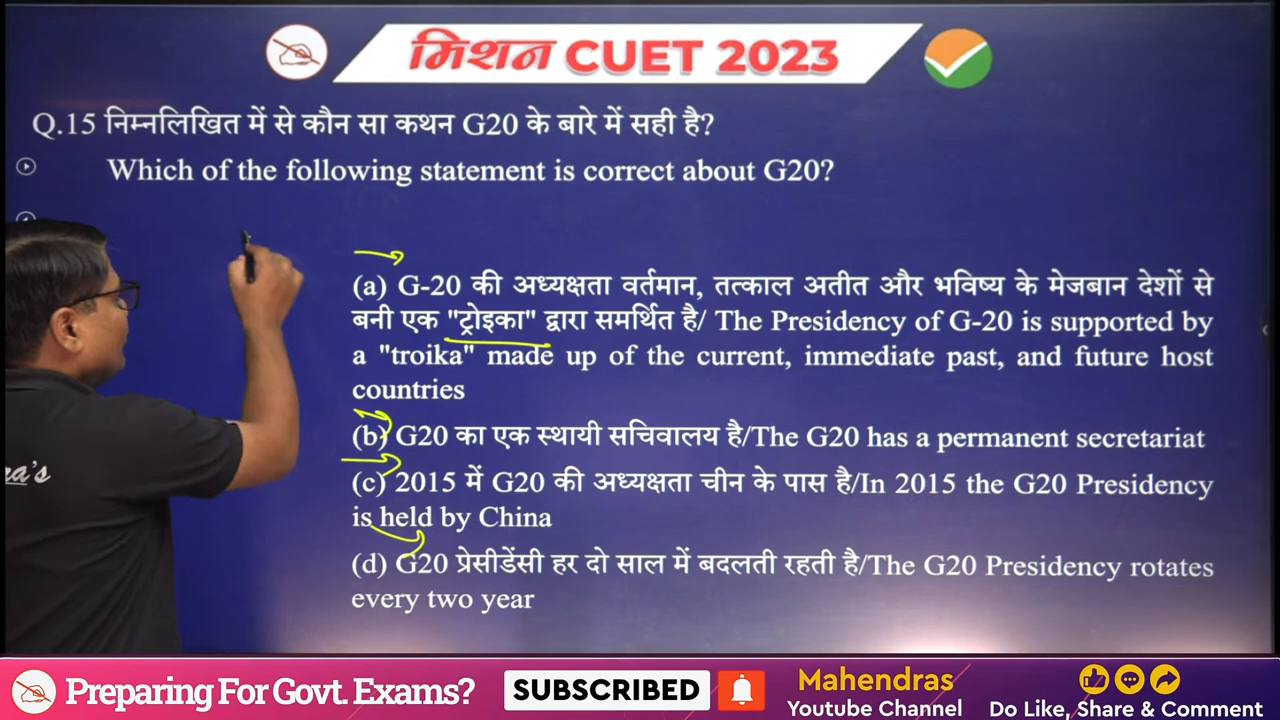 मिशन CUET 2023
Q.15 निम्नलिखित में से कौन सा कथन G20 के बारे में सही है?
Which of the following statement is correct about G20?
(a) G-20 की अध्यक्षता वर्तमान, तत्काल अतीत और भविष्य के मेजबान देशों से
बनी एक "ट्रोइका" द्वारा समर्थित है/ The Presidency of G-20 is supported by
a "troika" made up of the current, immediate past, and future host
countries
(b) G20 का एक स्थायी सचिवालय है/The G20 has a permanent secretariat
(c) 2015 में G20 की अध्यक्षता चीन के पास है/In 2015 the G20 Presidency
is held by China
(d) G20 प्रेसीडेंसी हर दो साल में बदलती रहती है/The G20 Presidency rotates
every two year
ra's
Preparing For Govt. Exams?
SUBSCRIBED
Mahendras
Youtube Channel
Do Like, Share & Comment